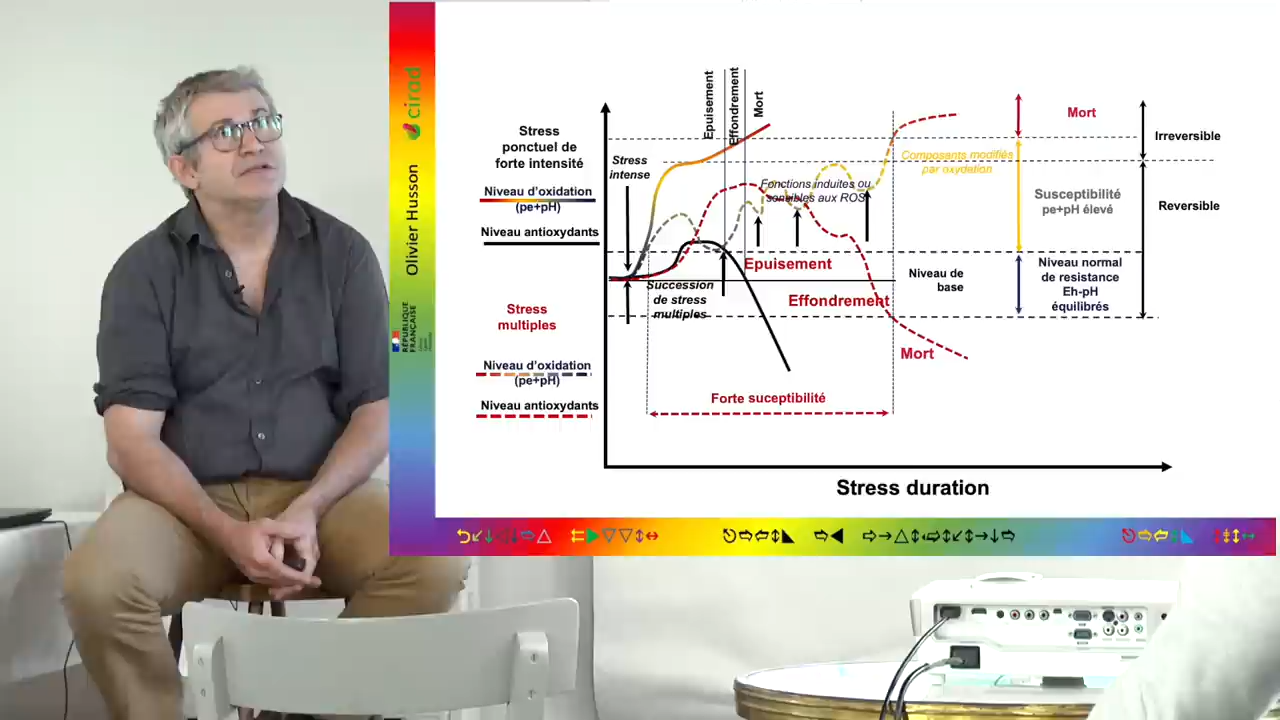 cirad
Olivier Husson
RÉPUBLIQUE
FRANÇAISE
Stress
ponctuel de
forte intensité
Niveau d'oxidation
(pe+pH)
Niveau antioxydants
Stress
multiples
Niveau d'oxidation
(pe+pH)
Niveau antioxydants
Stress
intense
Epuisement
Effondrement
Mort
Fonctions induites ou
sensibles aux ROS
Composants modifiés
par oxydation
Mort
Irreversible
Susceptibilité
pe+pH élevé
Reversible
Epuisement
Succession
de stress
multiples
Effondrement
Niveau de
base
Niveau normal
de resistance
Eh-pH
équilibrés
Mort
Forte suceptibilité
Stress duration